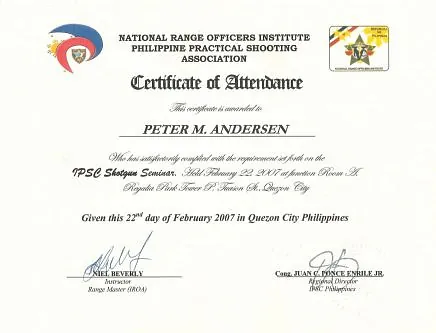 NATIONAL RANGE OFFICERS INSTITUTE
PHILIPPINE PRACTICAL SHOOTING
ASSOCIATION
Certificate of Attendance
This certificate is awarded to
PETER M. ANDERSEN
Who has satisfactorily complied with the requirement set forth on the
IPSC Shotgun Seminar. Held February 22, 2007 at function Room A.
Regalia Park Tower P. Tuason St., Quezon City
Given this 22nd day of February 2007 in Quezon City Philippines
NIEL BEVERLY
Instructor
Range Master (IROA)
Cong. JUAN C. PONCE ENRILE JR.
Regional Director
IPSC Philippines